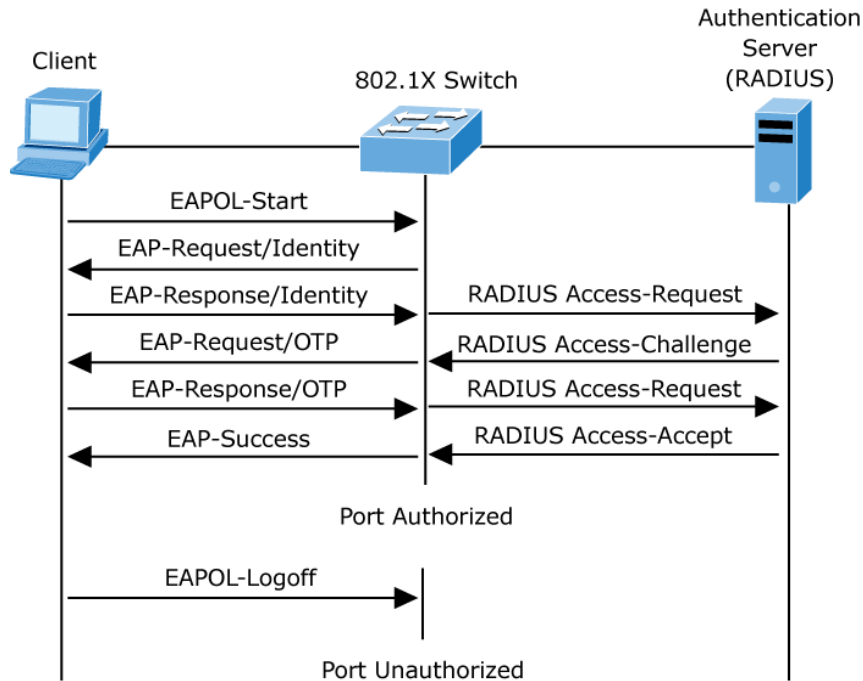 Authentication
Server
(RADIUS)
Client
802.1X Switch
EAPOL-Start
EAP-Request/Identity
EAP-Response/Identity
RADIUS Access-Request
EAP-Request/OTP
RADIUS Access-Challenge
EAP-Response/OTP
RADIUS Access-Request
EAP-Success
RADIUS Access-Accept
Port Authorized
EAPOL-Logoff
Port Unauthorized